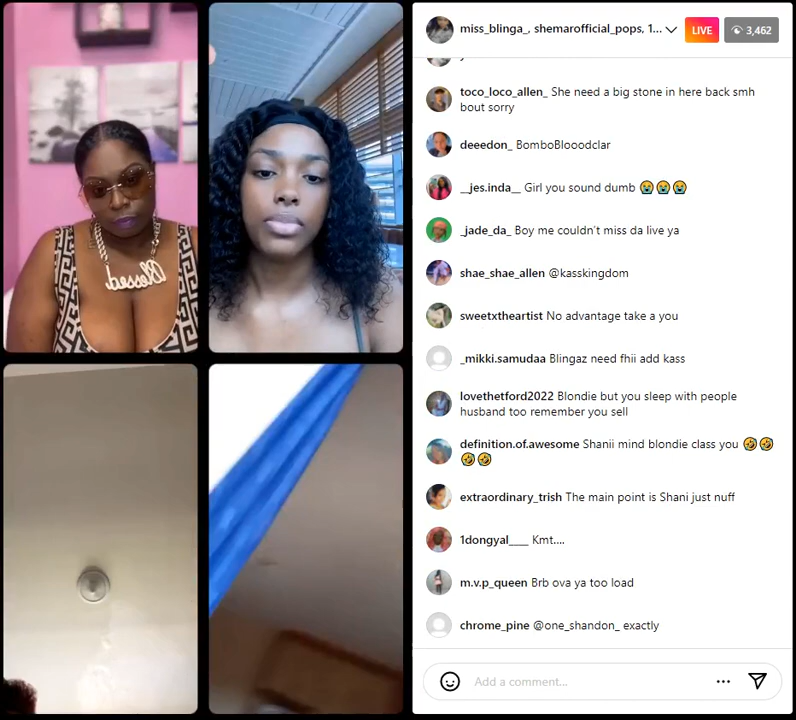 Blessed
miss_blinga_, shemarofficial_pops, 1...
LIVE
3,462
toco_loco_allen_ She need a big stone in here back smh
bout sorry
deeedon_ BomboBlooodclar
__jes.inda__ Girl you sound dumb 😭😭😭
_jade_da_ Boy me couldn't miss da live ya
shae_shae_allen @kasskingdom
sweetxtheartist No advantage take a you
_mikki.samudaa Blingaz need fhii add kass
lovethetford2022 Blondie but you sleep with people
husband too remember you sell
definition.of.awesome Shanii mind blondie class you 🤣🤣
🤣🤣
extraordinary_trish The main point is Shani just nuff
1dongyal____ Kmt....
m.v.p_queen Brb ova ya too load
chrome_pine @one_shandon_ exactly
Add a comment...